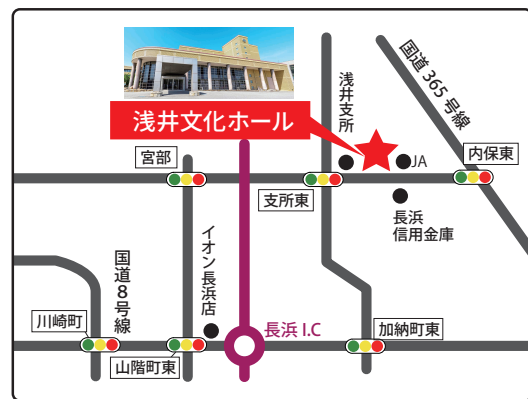 浅井文化ホール
浅井支所
国道365号線
宮部
JA
内保東
支所東
長浜
信用金庫
イオン長浜店
国道8号線
川崎町
長浜 I.C
加納町東
山階町東